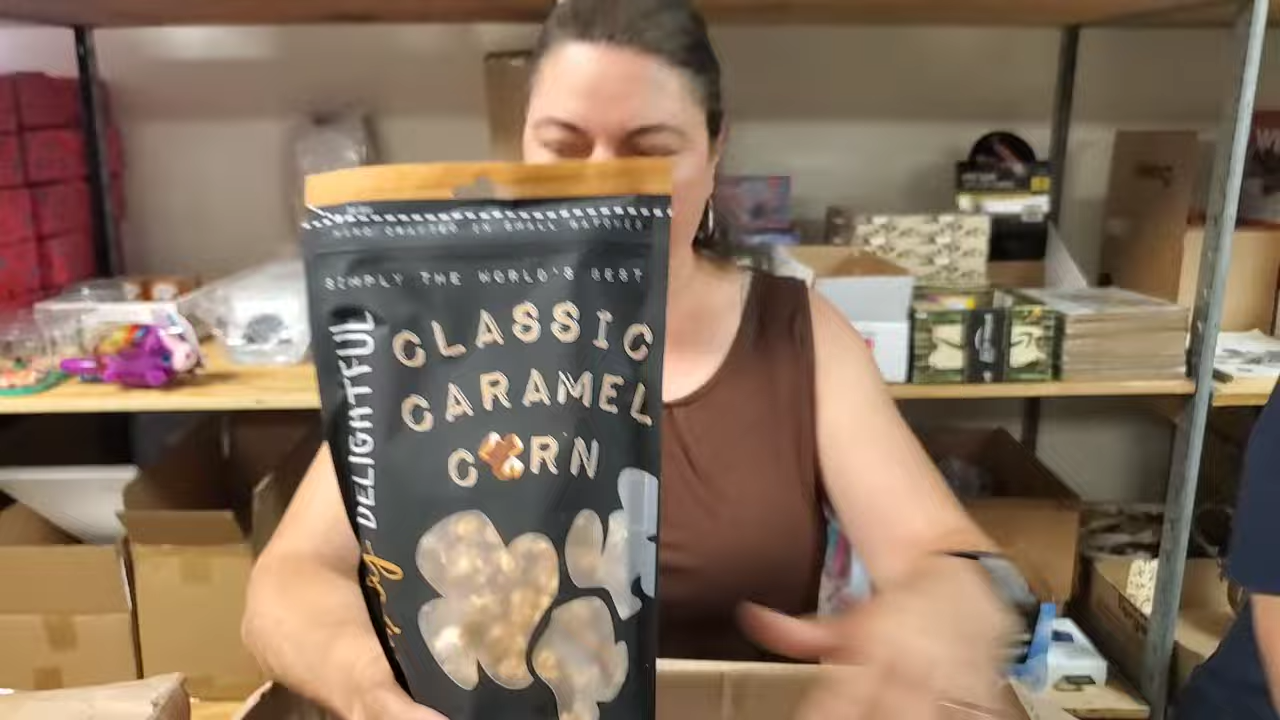 HAND CRAFTED IN SMALL BATCHES
SIMPLY THE WORLD'S BEST
DELIGHTFUL
CLASSIC
CARAMEL
CORN